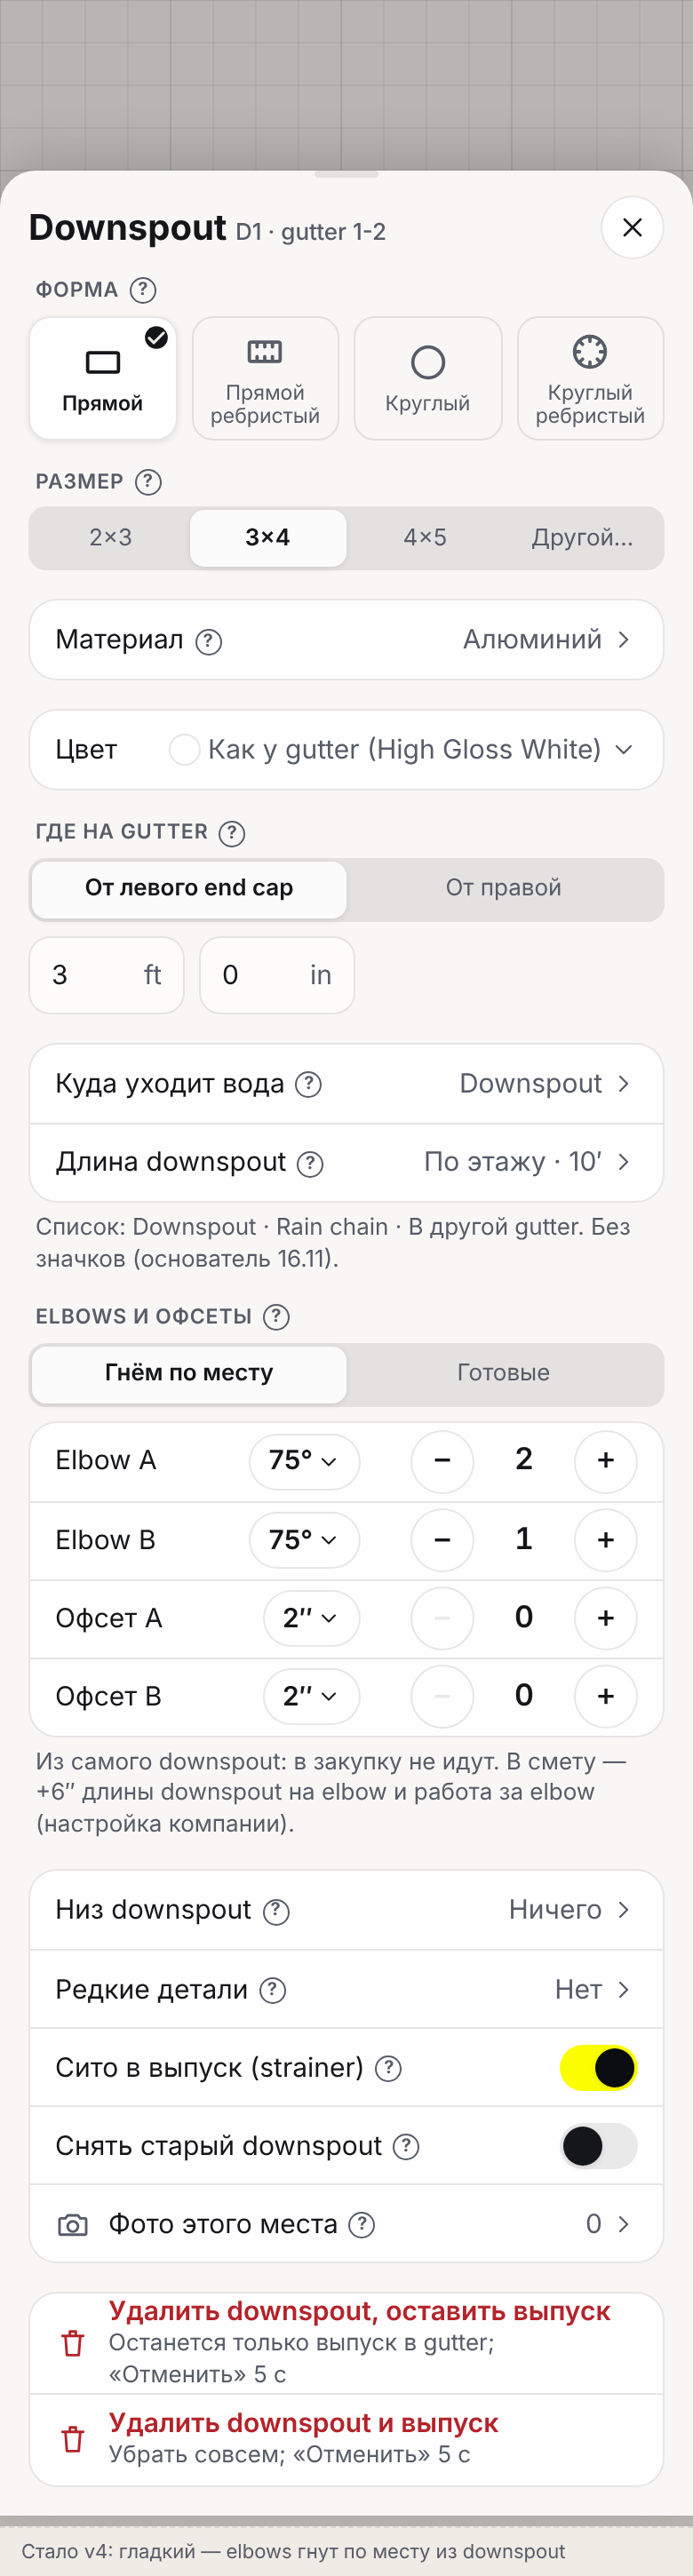 Downspout D1 · gutter 1-2
ФОРМА ?
Прямой
Прямой
ребристый
Круглый
Круглый
ребристый
РАЗМЕР ?
2×3 3×4 4×5 Другой...
Материал ? Алюминий
Цвет Как у gutter (High Gloss White)
ГДЕ НА GUTTER ?
От левого end cap От правой
3 ft 0 in
Куда уходит вода ? Downspout
Длина downspout ? По этажу · 10′
Список: Downspout · Rain chain · В другой gutter. Без
значков (основатель 16.11).
ELBOWS И ОФСЕТЫ ?
Гнём по месту Готовые
Elbow A 75° − 2 +
Elbow B 75° − 1 +
Офсет A 2″ − 0 +
Офсет B 2″ − 0 +
Из самого downspout: в закупку не идут. В смету —
+6″ длины downspout на elbow и работа за elbow
(настройка компании).
Низ downspout ? Ничего
Редкие детали ? Нет
Сито в выпуск (strainer) ?
Снять старый downspout ?
Фото этого места ? 0
Удалить downspout, оставить выпуск
Останется только выпуск в gutter;
«Отменить» 5 с
Удалить downspout и выпуск
Убрать совсем; «Отменить» 5 с
Стало v4: гладкий — elbows гнут по месту из downspout